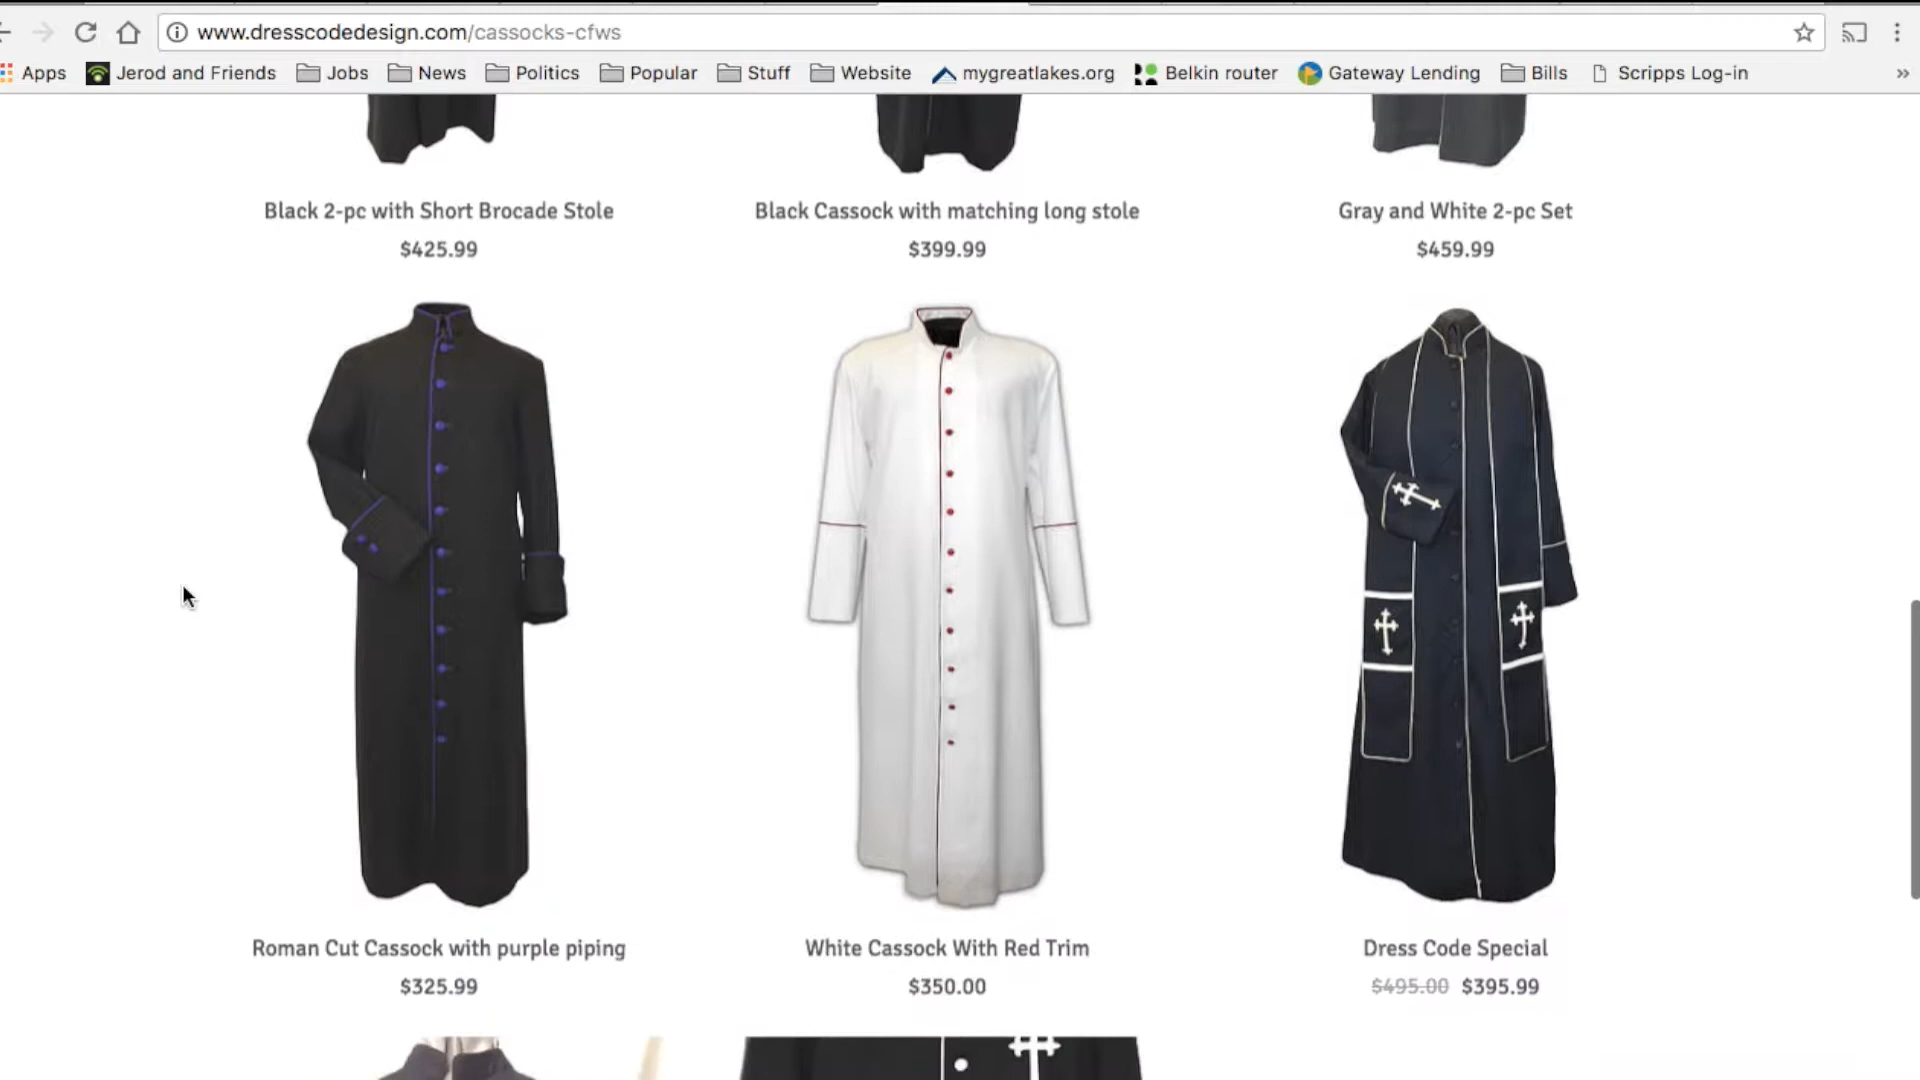 www.dresscodedesign.com/cassocks-cfws
Apps Jerod and Friends Jobs News Politics Popular Stuff Website mygreatlakes.org Belkin router Gateway Lending Bills Scripps Log-in »
Black 2-pc with Short Brocade Stole Black Cassock with matching long stole Gray and White 2-pc Set
$425.99 $399.99 $459.99
Roman Cut Cassock with purple piping White Cassock With Red Trim Dress Code Special
$325.99 $350.00 $495.00 $395.99